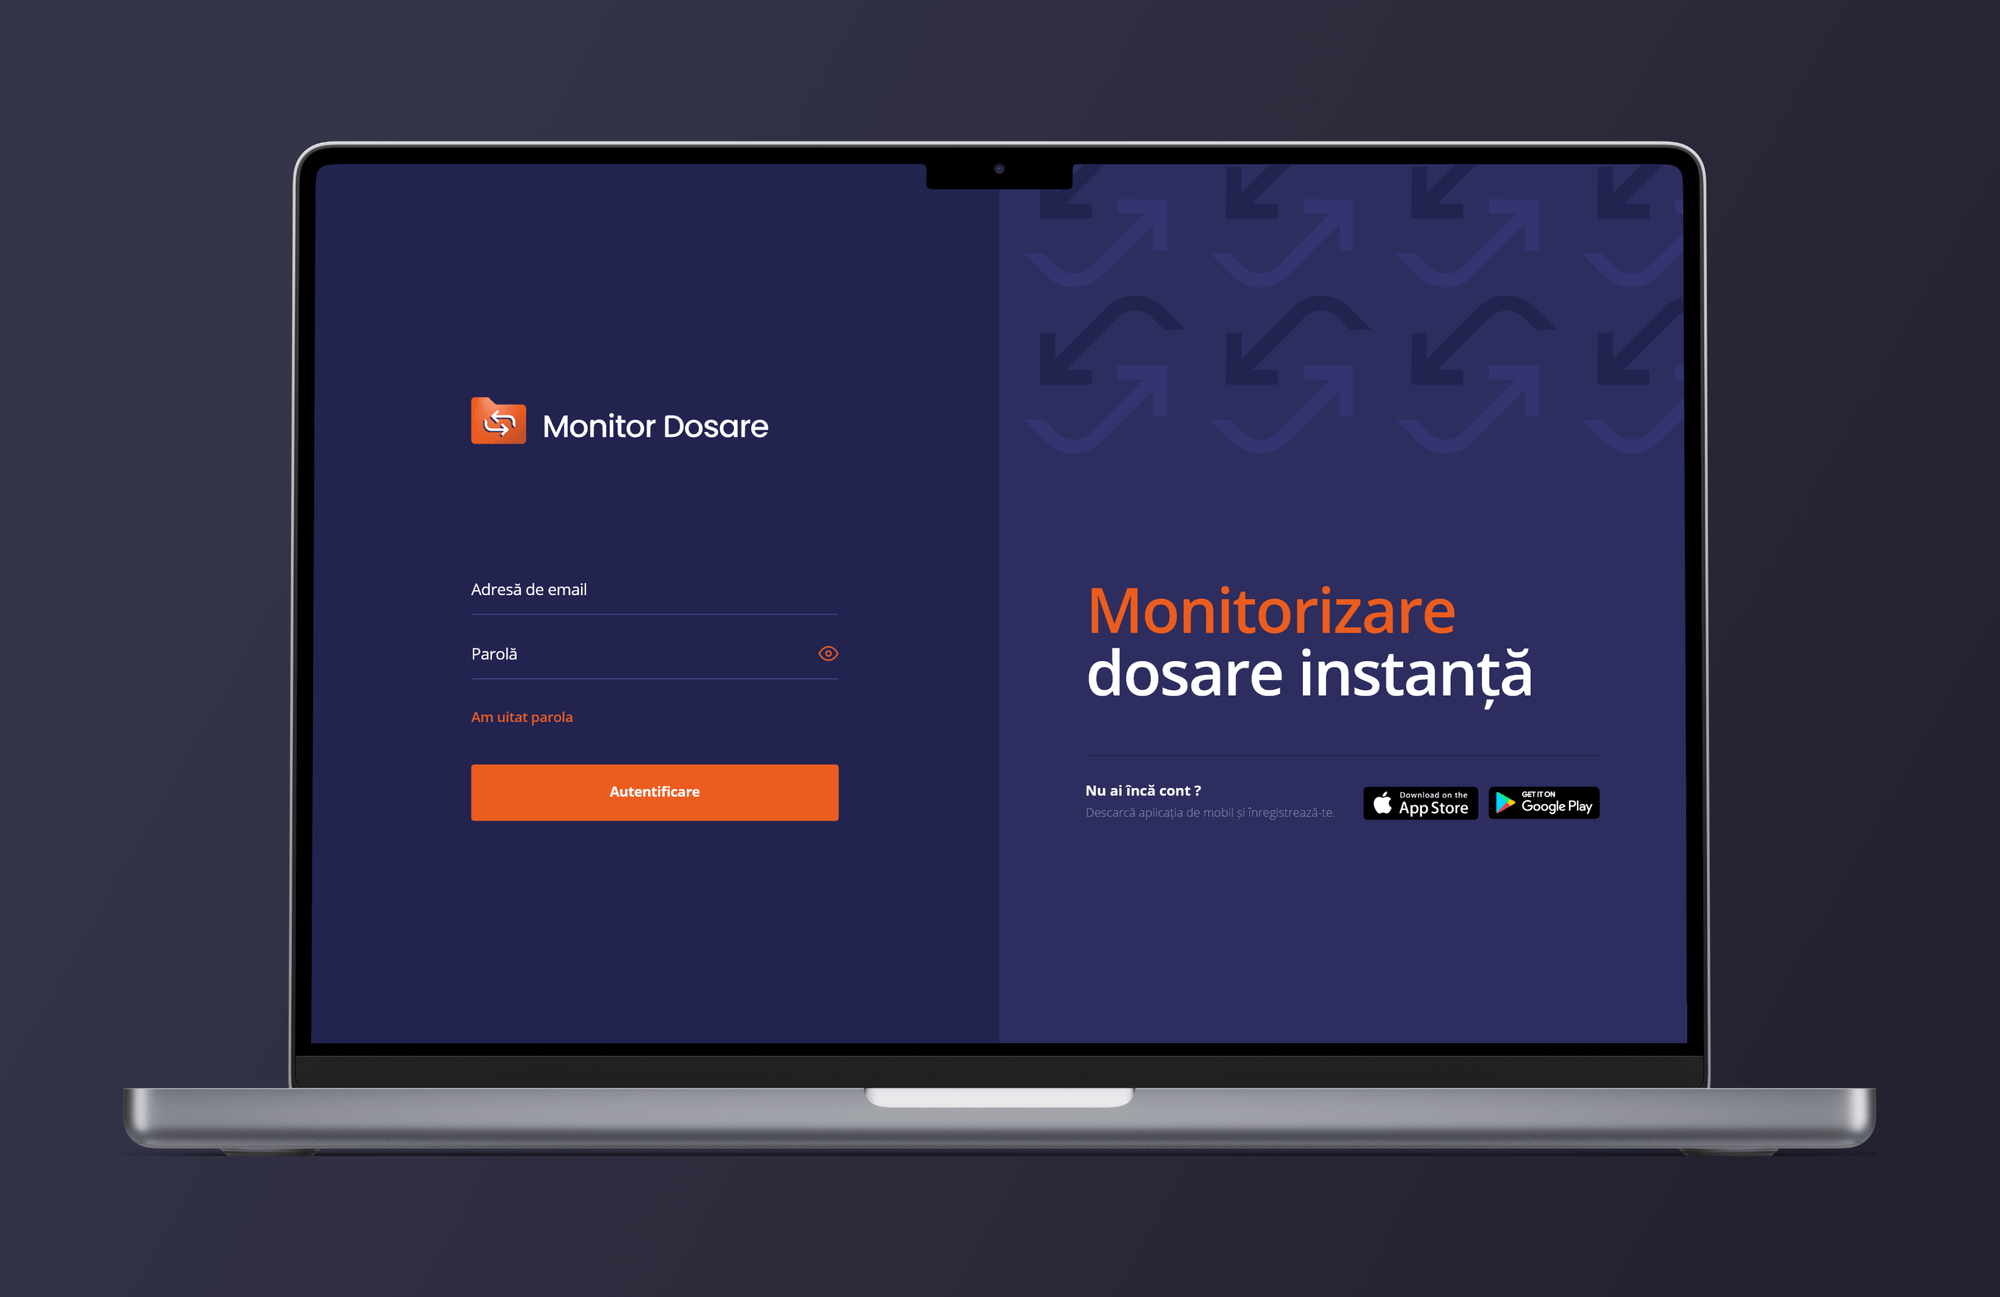 Monitor Dosare
Adresă de email
Parolă
Am uitat parola
Autentificare
Monitorizare
dosare instanță
Nu ai încă cont ?
Descarcă aplicația de mobil și înregistrează-te.
Download on the
App Store
GET IT ON
Google Play